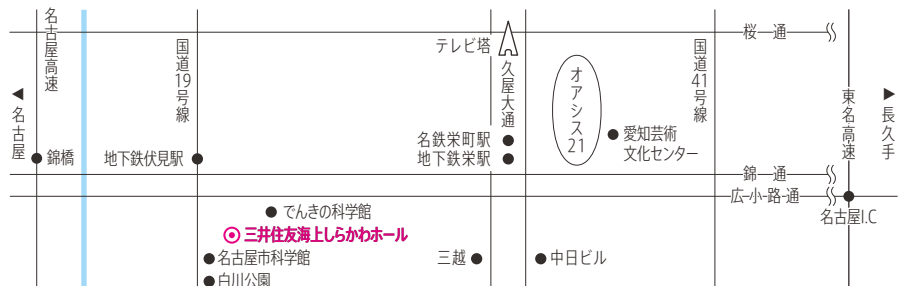 名古屋高速
国道19号線
テレビ塔
久屋大通
オアシス21
国道41号線
桜通
東名高速
▲名古屋
▼長久手
錦橋
地下鉄伏見駅
名鉄栄町駅
地下鉄栄駅
愛知芸術
文化センター
錦通
広小路通
名古屋I.C
でんきの科学館
三井住友海上しらかわホール
名古屋市科学館
三越
中日ビル
白川公園